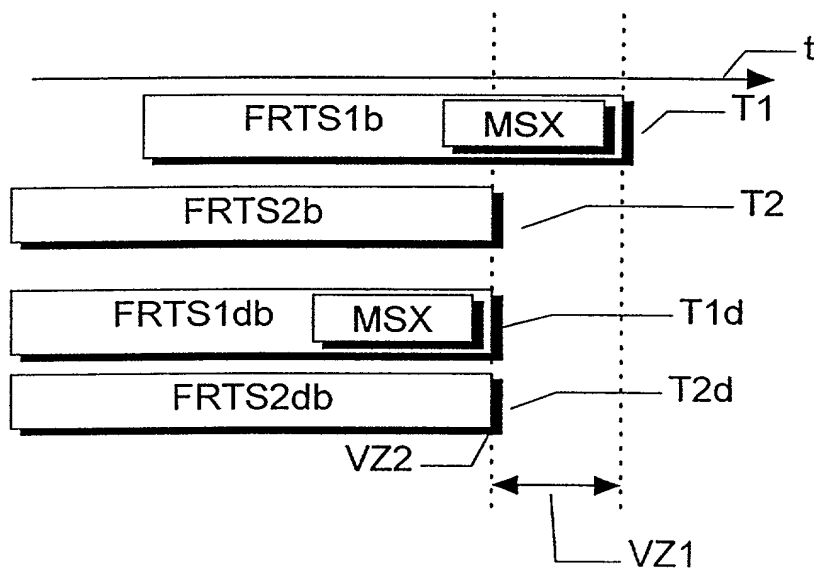 t
FRTS1b MSX T1
FRTS2b T2
FRTS1db MSX T1d
FRTS2db T2d
VZ2
VZ1